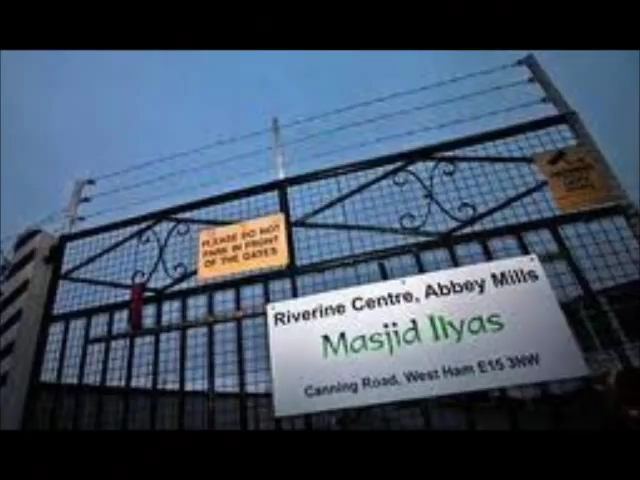 PLEASE DO NOT
PARK IN FRONT
OF THE GATES
Riverine Centre, Abbey Mills
Masjid Ilyas
Canning Road, West Ham E15 3NW